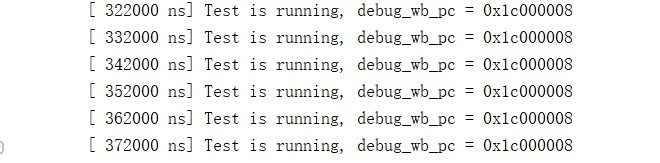 [ 322000 ns] Test is running, debug_wb_pc = 0x1c000008
[ 332000 ns] Test is running, debug_wb_pc = 0x1c000008
[ 342000 ns] Test is running, debug_wb_pc = 0x1c000008
[ 352000 ns] Test is running, debug_wb_pc = 0x1c000008
[ 362000 ns] Test is running, debug_wb_pc = 0x1c000008
[ 372000 ns] Test is running, debug_wb_pc = 0x1c000008